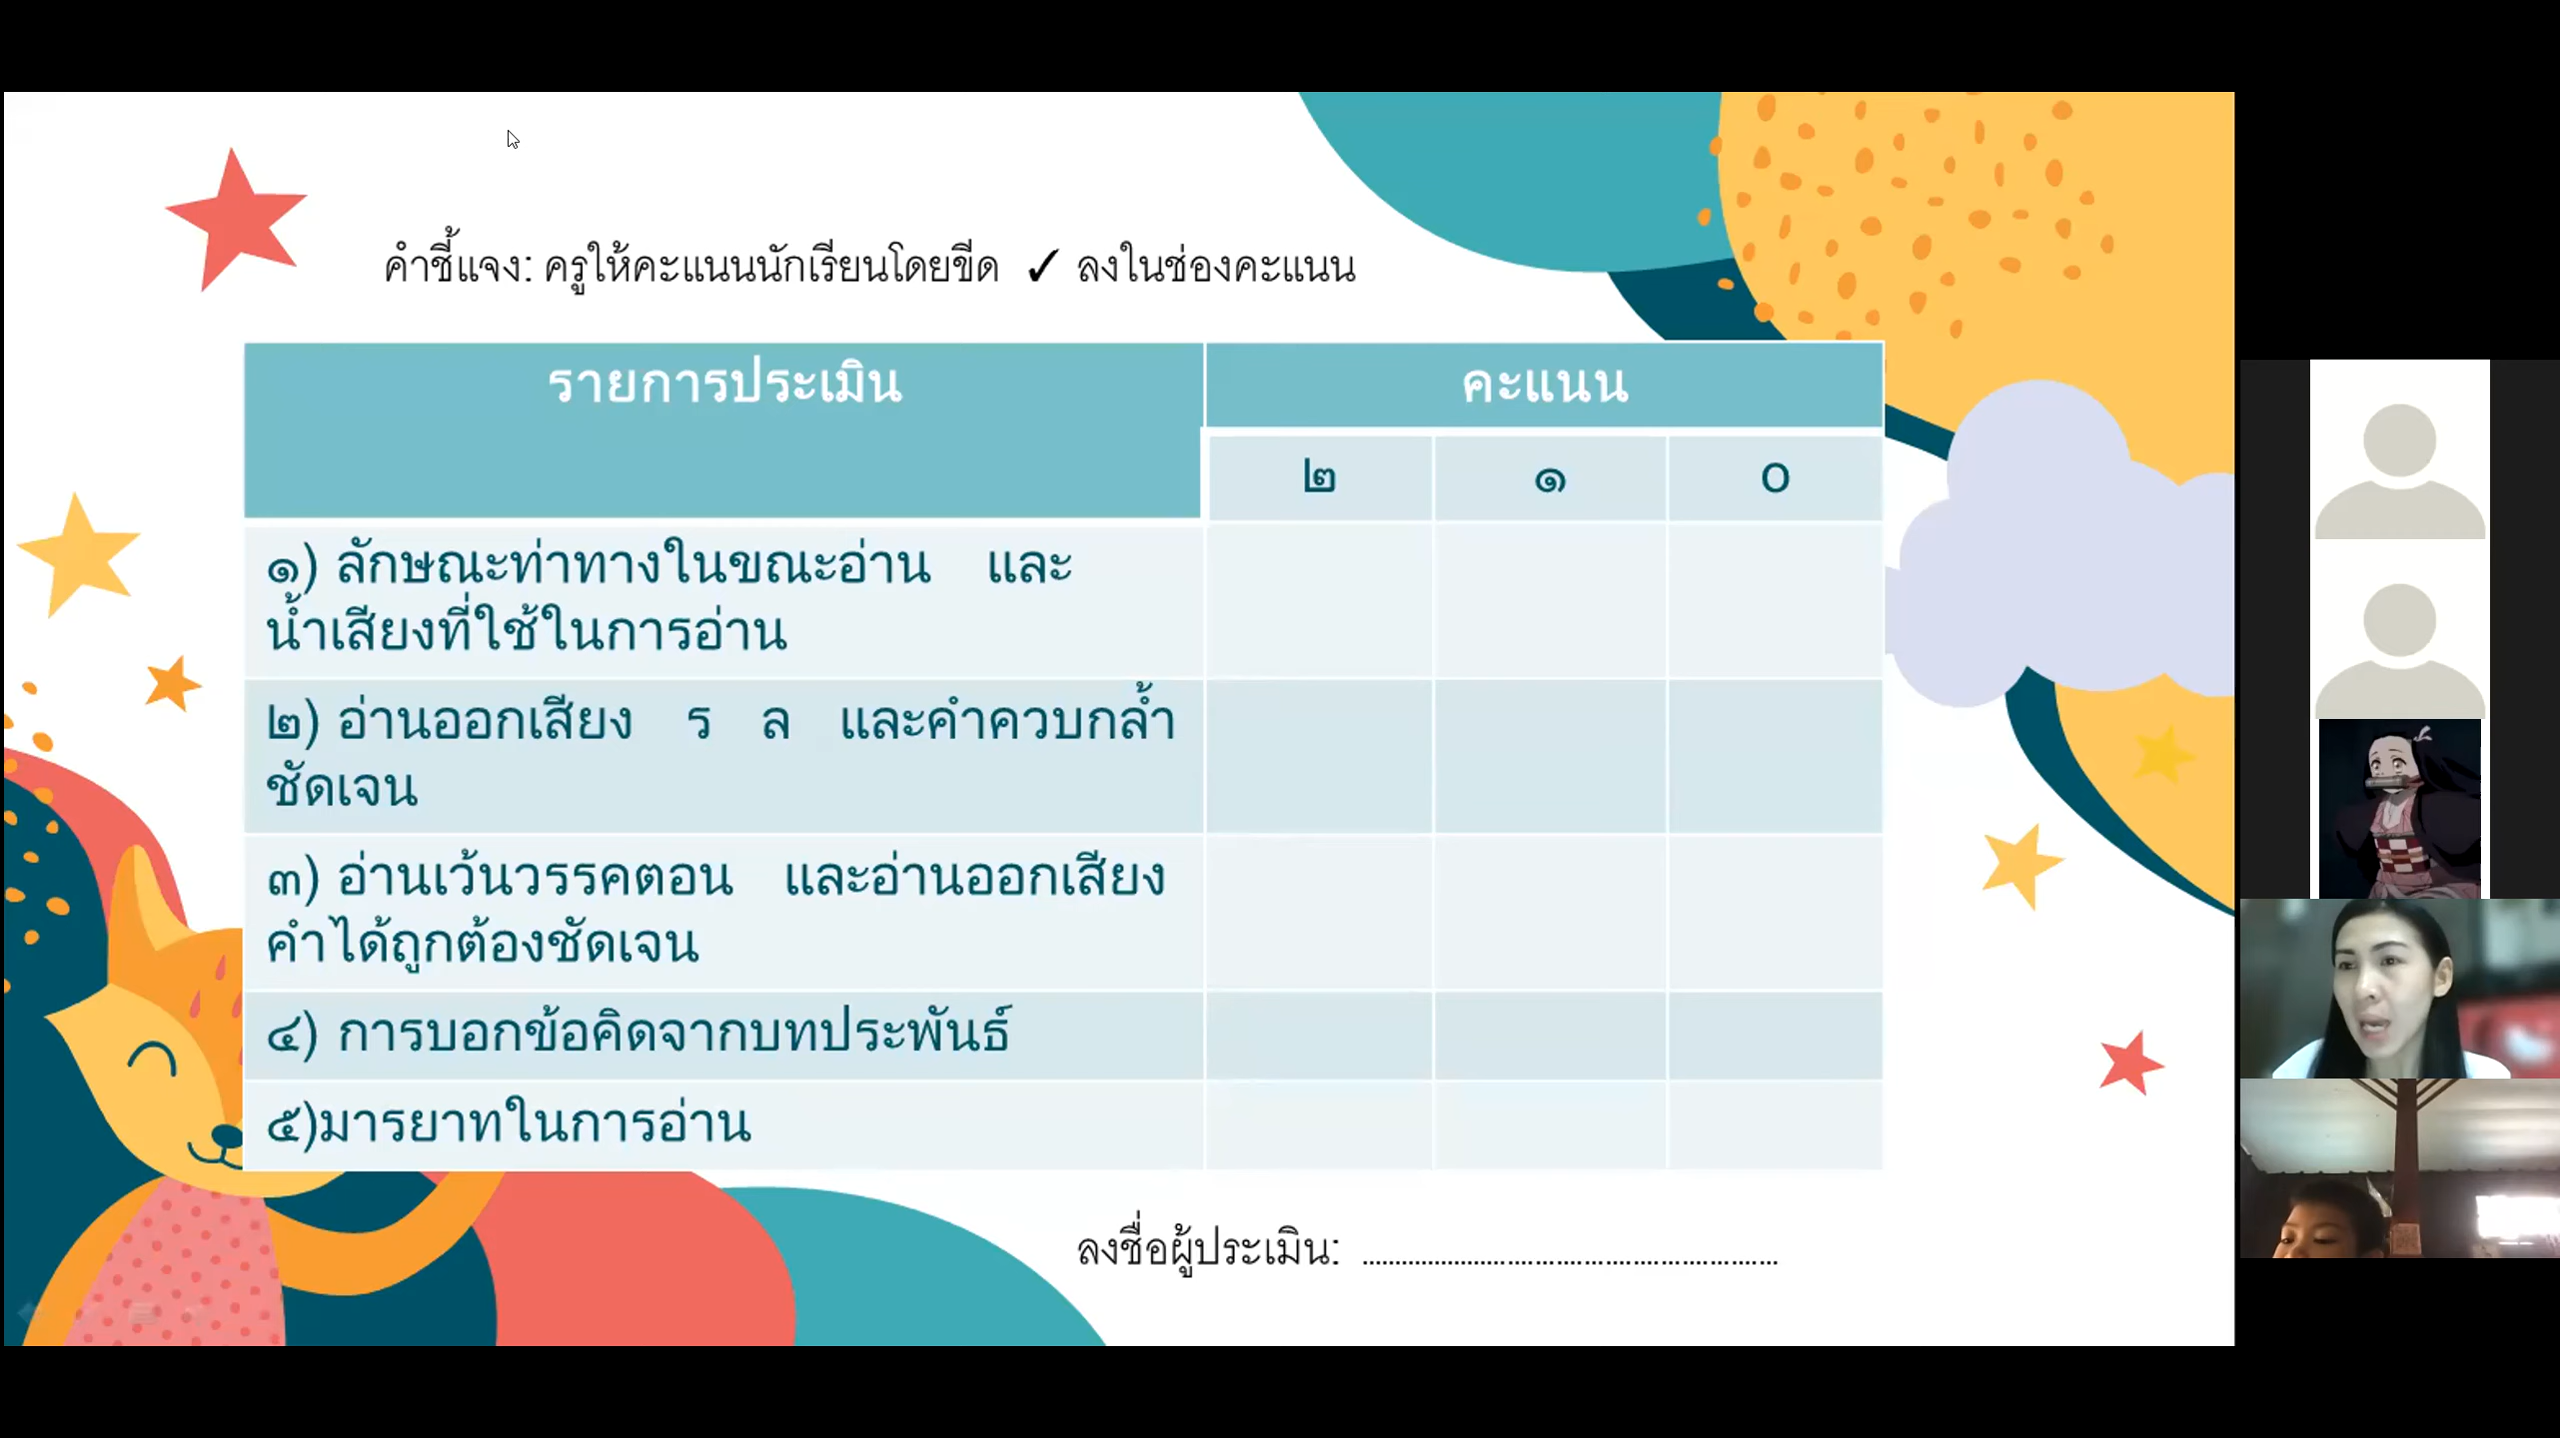 คำชี้แจง: ครูให้คะแนนนักเรียนโดยขีด ✓ ลงในช่องคะแนน
รายการประเมิน คะแนน
๒ ๑ ๐
๑) ลักษณะท่าทางในขณะอ่าน และ
น้ำเสียงที่ใช้ในการอ่าน
๒) อ่านออกเสียง ร ล และคำควบกล้ำ
ชัดเจน
๓) อ่านเว้นวรรคตอน และอ่านออกเสียง
คำได้ถูกต้องชัดเจน
๔) การบอกข้อคิดจากบทประพันธ์
๕)มารยาทในการอ่าน
ลงชื่อผู้ประเมิน: ................................................